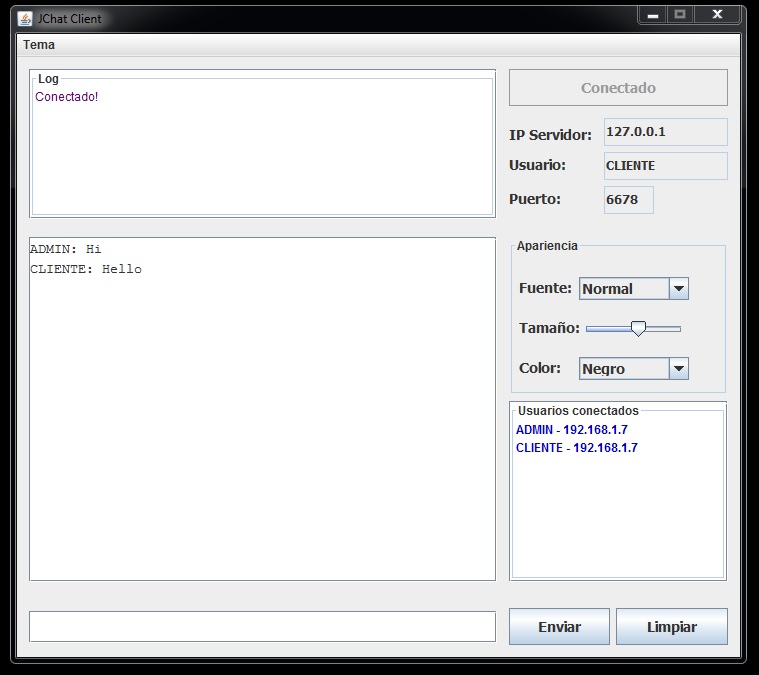 JChat Client
Tema
Log
Conectado!
Conectado
IP Servidor: 127.0.0.1
Usuario: CLIENTE
Puerto: 6678
ADMIN: Hi
CLIENTE: Hello
Apariencia
Fuente: Normal
Tamaño:
Color: Negro
Usuarios conectados
ADMIN - 192.168.1.7
CLIENTE - 192.168.1.7
Enviar Limpiar